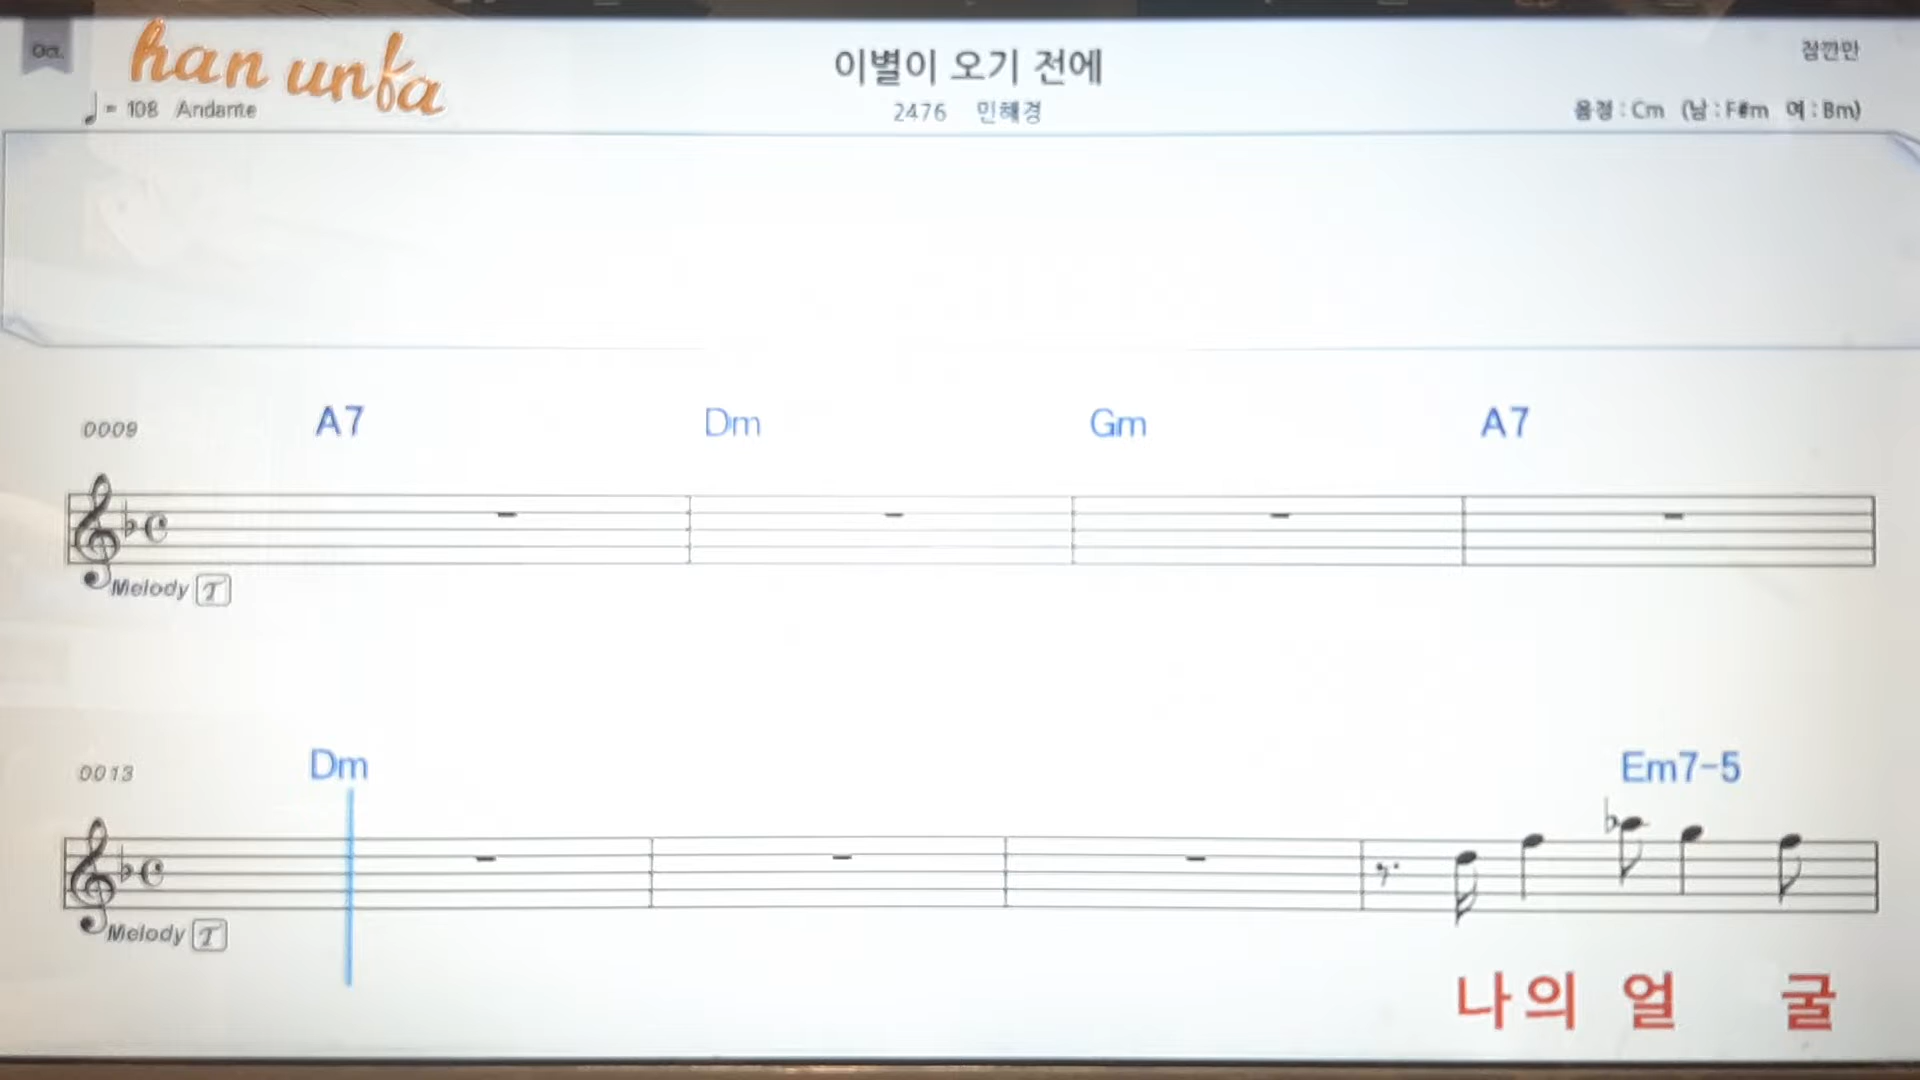 Oct.
han unfa
이별이 오기 전에
점깐만
♩= 108 Andante
2476 민해경
음정 : Cm (남 : F#m 여 : Bm)
0009 A7 Dm Gm A7
Melody T
0013 Dm Em7-5
Melody T
나의 얼 굴